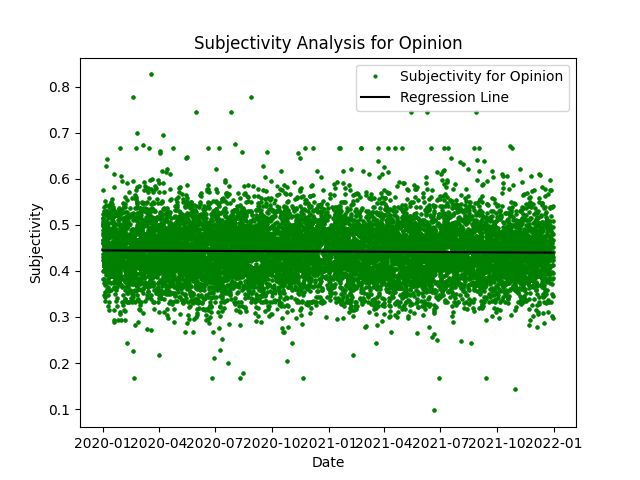 Subjectivity Analysis for Opinion
Subjectivity for Opinion
Regression Line
Subjectivity
0.8
0.7
0.6
0.5
0.4
0.3
0.2
0.1
2020-01 2020-04 2020-07 2020-10 2021-01 2021-04 2021-07 2021-10 2022-01
Date